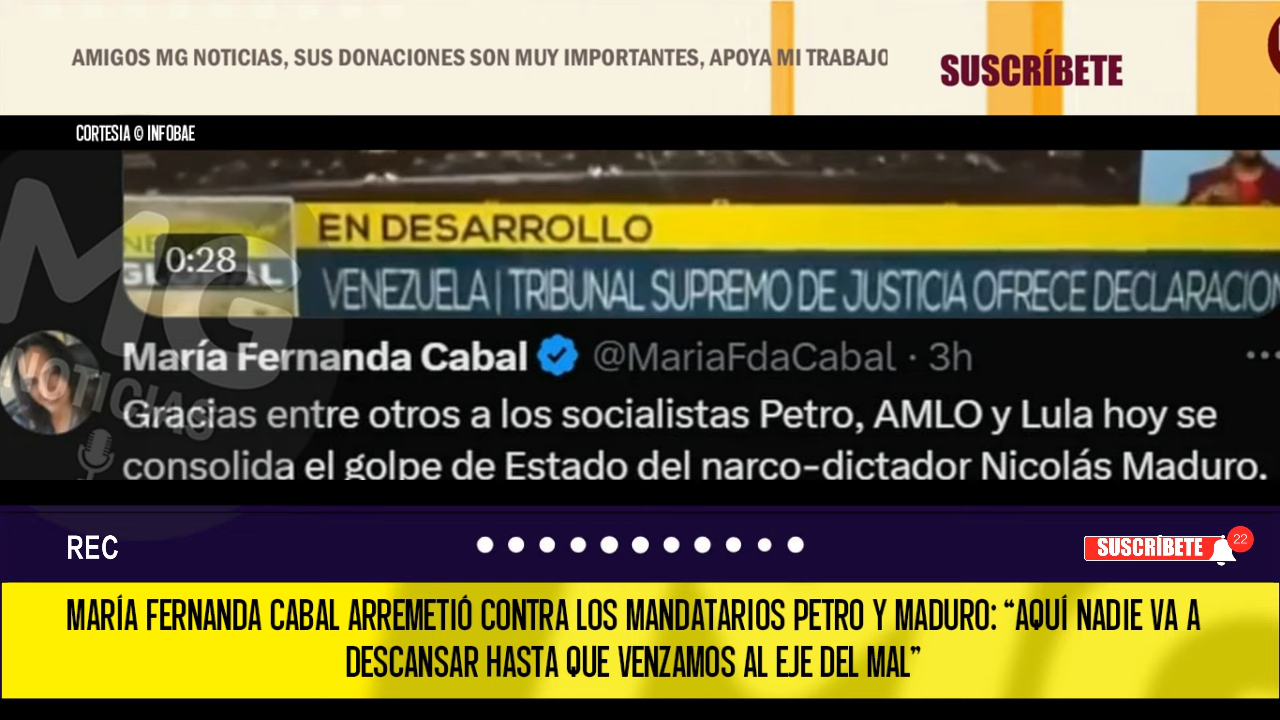 AMIGOS MG NOTICIAS, SUS DONACIONES SON MUY IMPORTANTES, APOYA MI TRABAJO
SUSCRÍBETE
CORTESIA © INFOBAE
EN DESARROLLO
0:28
GLOBAL
VENEZUELA | TRIBUNAL SUPREMO DE JUSTICIA OFRECE DECLARACION
María Fernanda Cabal @MariaFdaCabal · 3h
Gracias entre otros a los socialistas Petro, AMLO y Lula hoy se
consolida el golpe de Estado del narco-dictador Nicolás Maduro.
MG
NOTICIAS
REC
SUSCRÍBETE
22
MARÍA FERNANDA CABAL ARREMETIÓ CONTRA LOS MANDATARIOS PETRO Y MADURO: “AQUÍ NADIE VA A
DESCANSAR HASTA QUE VENZAMOS AL EJE DEL MAL”